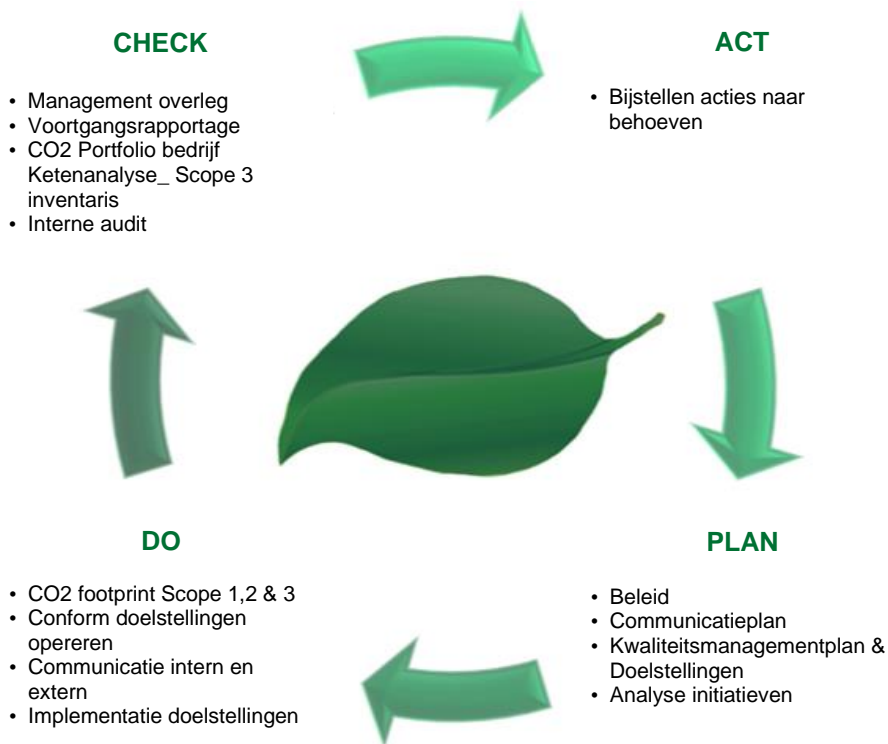 CHECK
• Management overleg
• Voortgangsrapportage
• CO2 Portfolio bedrijf
Ketenanalyse_ Scope 3
inventaris
• Interne audit
ACT
• Bijstellen acties naar
behoeven
DO
• CO2 footprint Scope 1,2 & 3
• Conform doelstellingen
opereren
• Communicatie intern en
extern
• Implementatie doelstellingen
PLAN
• Beleid
• Communicatieplan
• Kwaliteitsmanagementplan &
Doelstellingen
• Analyse initiatieven